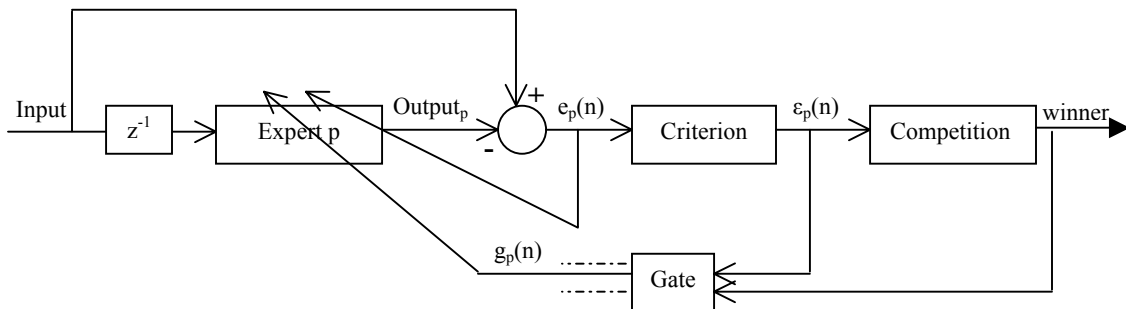 Input
z⁻¹
Expert p
Outputₚ
+
-
eₚ(n)
Criterion
εₚ(n)
Competition
winner
gₚ(n)
Gate